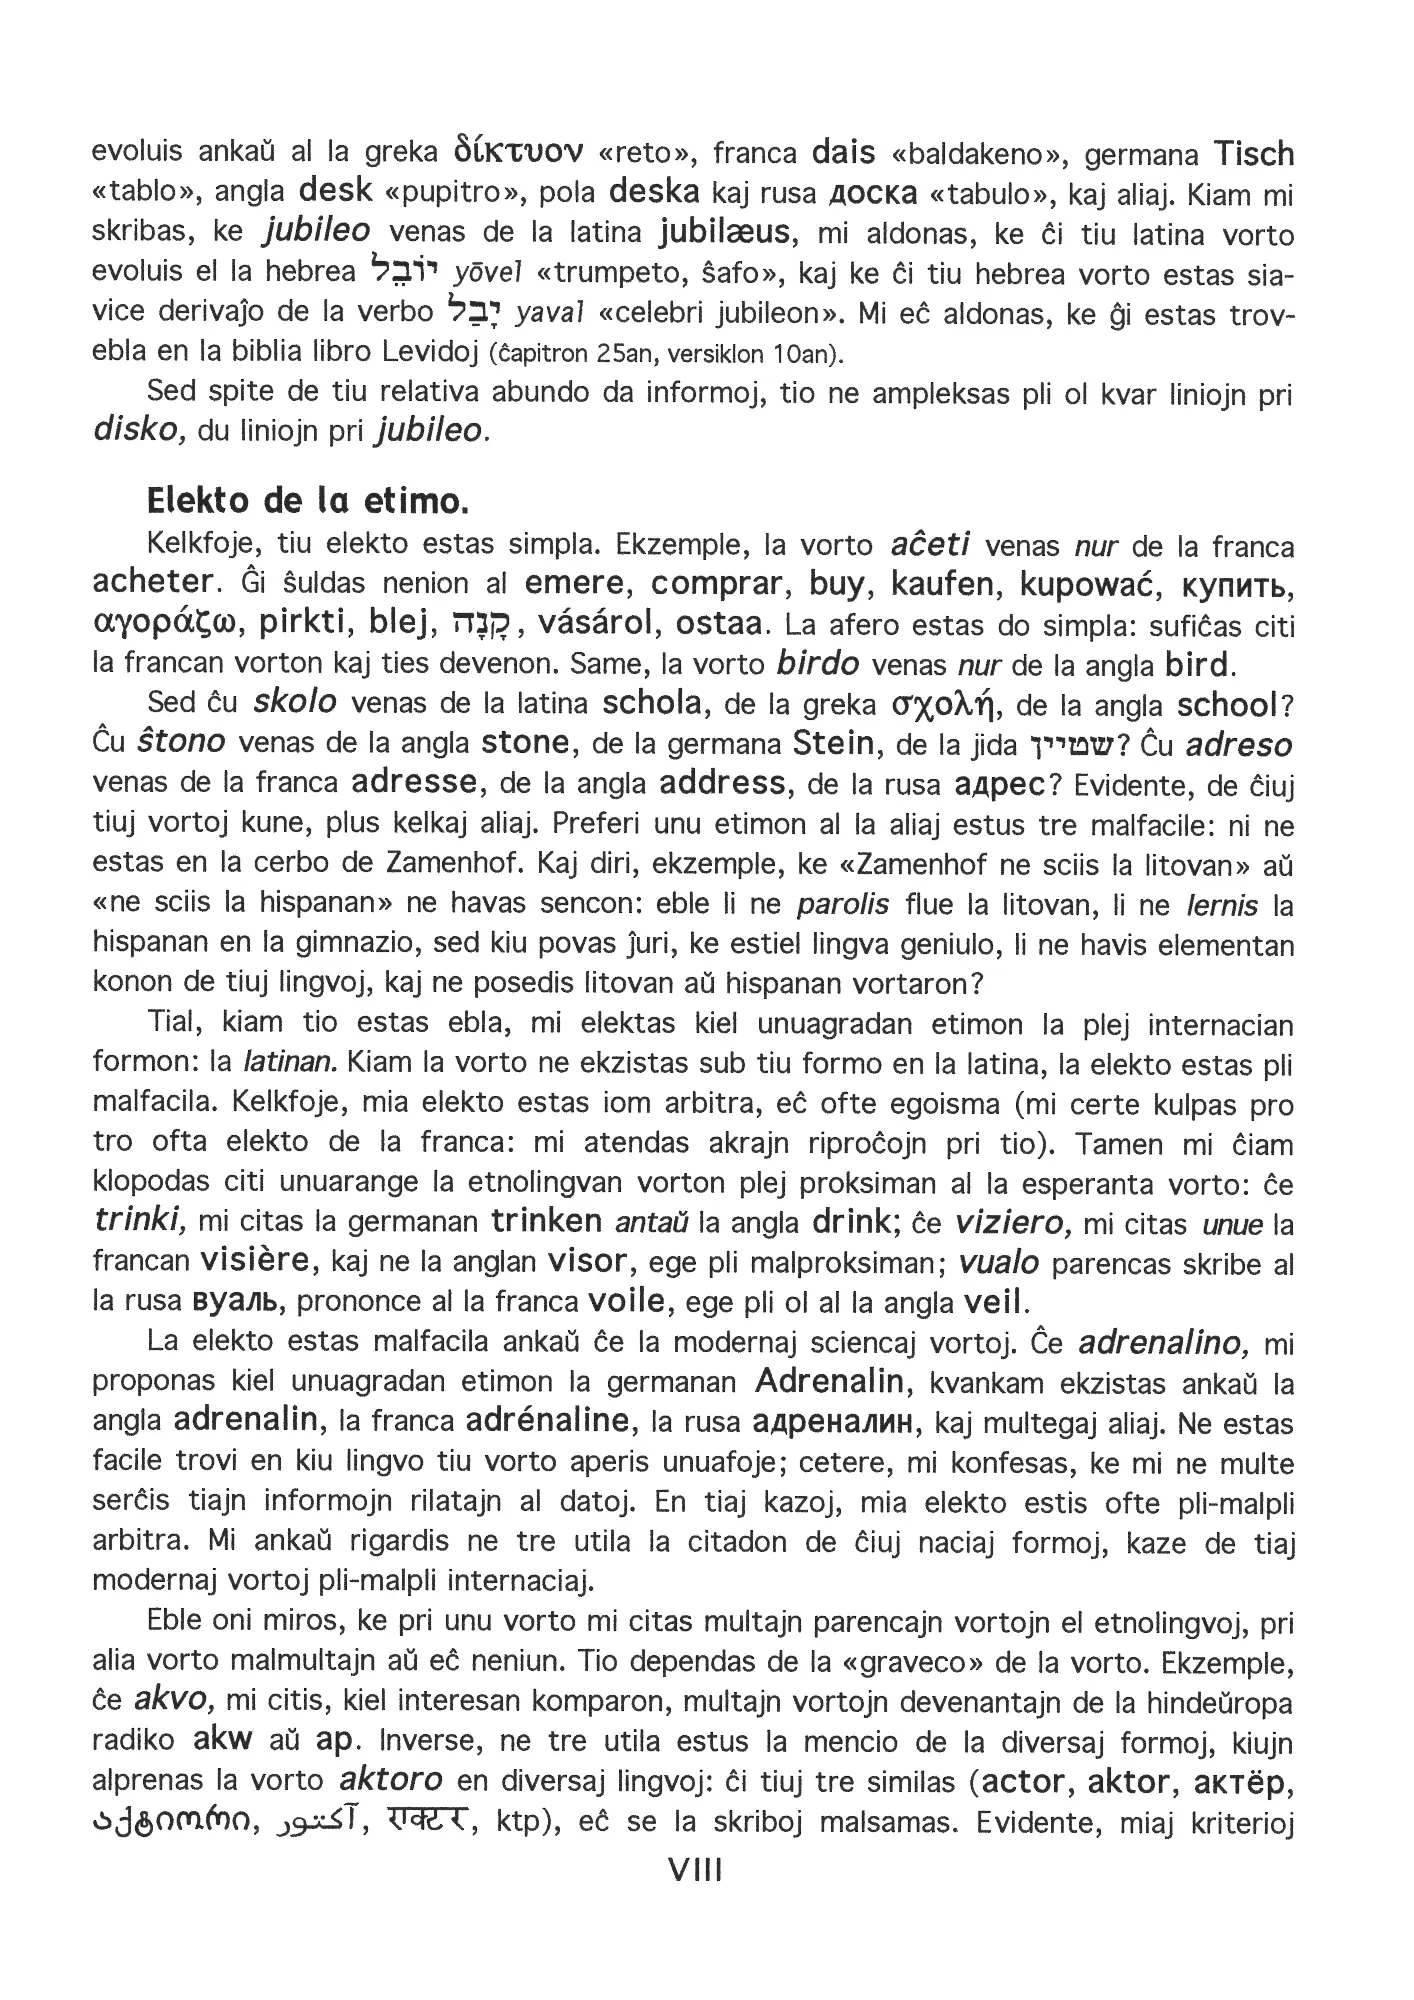 evoluis ankaŭ al la greka δίκτυον «reto», franca dais «baldakeno», germana Tisch
«tablo», angla desk «pupitro», pola deska kaj rusa доска «tabulo», kaj aliaj. Kiam mi
skribas, ke jubileo venas de la latina jubilæus, mi aldonas, ke ĉi tiu latina vorto
evoluis el la hebrea יוֹבֵל yōvel «trumpeto, ŝafo», kaj ke ĉi tiu hebrea vorto estas sia-
vice derivaĵo de la verbo יָבַל yaval «celebri jubileon». Mi eĉ aldonas, ke ĝi estas trov-
ebla en la biblia libro Levidoj (ĉapitron 25an, versiklon 10an).
Sed spite de tiu relativa abundo da informoj, tio ne ampleksas pli ol kvar liniojn pri
disko, du liniojn pri jubileo.
Elekto de la etimo.
Kelkfoje, tiu elekto estas simpla. Ekzemple, la vorto aĉeti venas nur de la franca
acheter. Ĝi ŝuldas nenion al emere, comprar, buy, kaufen, kupować, купить,
αγοράζω, pirkti, blej, קָנָה, vásárol, ostaa. La afero estas do simpla: sufiĉas citi
la francan vorton kaj ties devenon. Same, la vorto birdo venas nur de la angla bird.
Sed ĉu skolo venas de la latina schola, de la greka σχολή, de la angla school?
Ĉu ŝtono venas de la angla stone, de la germana Stein, de la jida שטיין? Ĉu adreso
venas de la franca adresse, de la angla address, de la rusa адрес? Evidente, de ĉiuj
tiuj vortoj kune, plus kelkaj aliaj. Preferi unu etimon al la aliaj estus tre malfacile: ni ne
estas en la cerbo de Zamenhof. Kaj diri, ekzemple, ke «Zamenhof ne sciis la litovan» aŭ
«ne sciis la hispanan» ne havas sencon: eble li ne parolis flue la litovan, li ne lernis la
hispanan en la gimnazio, sed kiu povas ĵuri, ke estiel lingva geniulo, li ne havis elementan
konon de tiuj lingvoj, kaj ne posedis litovan aŭ hispanan vortaron?
Tial, kiam tio estas ebla, mi elektas kiel unuagradan etimon la plej internacian
formon: la latinan. Kiam la vorto ne ekzistas sub tiu formo en la latina, la elekto estas pli
malfacila. Kelkfoje, mia elekto estas iom arbitra, eĉ ofte egoisma (mi certe kulpas pro
tro ofta elekto de la franca: mi atendas akrajn riproĉojn pri tio). Tamen mi ĉiam
klopodas citi unuarange la etnolingvan vorton plej proksiman al la esperanta vorto: ĉe
trinki, mi citas la germanan trinken antaŭ la angla drink; ĉe viziero, mi citas unue la
francan visière, kaj ne la anglan visor, ege pli malproksiman; vualo parencas skribe al
la rusa вуаль, prononce al la franca voile, ege pli ol al la angla veil.
La elekto estas malfacila ankaŭ ĉe la modernaj sciencaj vortoj. Ĉe adrenalino, mi
proponas kiel unuagradan etimon la germanan Adrenalin, kvankam ekzistas ankaŭ la
angla adrenalin, la franca adrénaline, la rusa адреналин, kaj multegaj aliaj. Ne estas
facile trovi en kiu lingvo tiu vorto aperis unuafoje; cetere, mi konfesas, ke mi ne multe
serĉis tiajn informojn rilatajn al datoj. En tiaj kazoj, mia elekto estis ofte pli-malpli
arbitra. Mi ankaŭ rigardis ne tre utila la citadon de ĉiuj naciaj formoj, kaze de tiaj
modernaj vortoj pli-malpli internaciaj.
Eble oni miros, ke pri unu vorto mi citas multajn parencajn vortojn el etnolingvoj, pri
alia vorto malmultajn aŭ eĉ neniun. Tio dependas de la «graveco» de la vorto. Ekzemple,
ĉe akvo, mi citis, kiel interesan komparon, multajn vortojn devenantajn de la hindeŭropa
radiko akw aŭ ap. Inverse, ne tre utila estus la mencio de la diversaj formoj, kiujn
alprenas la vorto aktoro en diversaj lingvoj: ĉi tiuj tre similas (actor, aktor, актёр,
აქტიორი, آکتور, एक्टर, ktp), eĉ se la skriboj malsamas. Evidente, miaj kriterioj
VIII